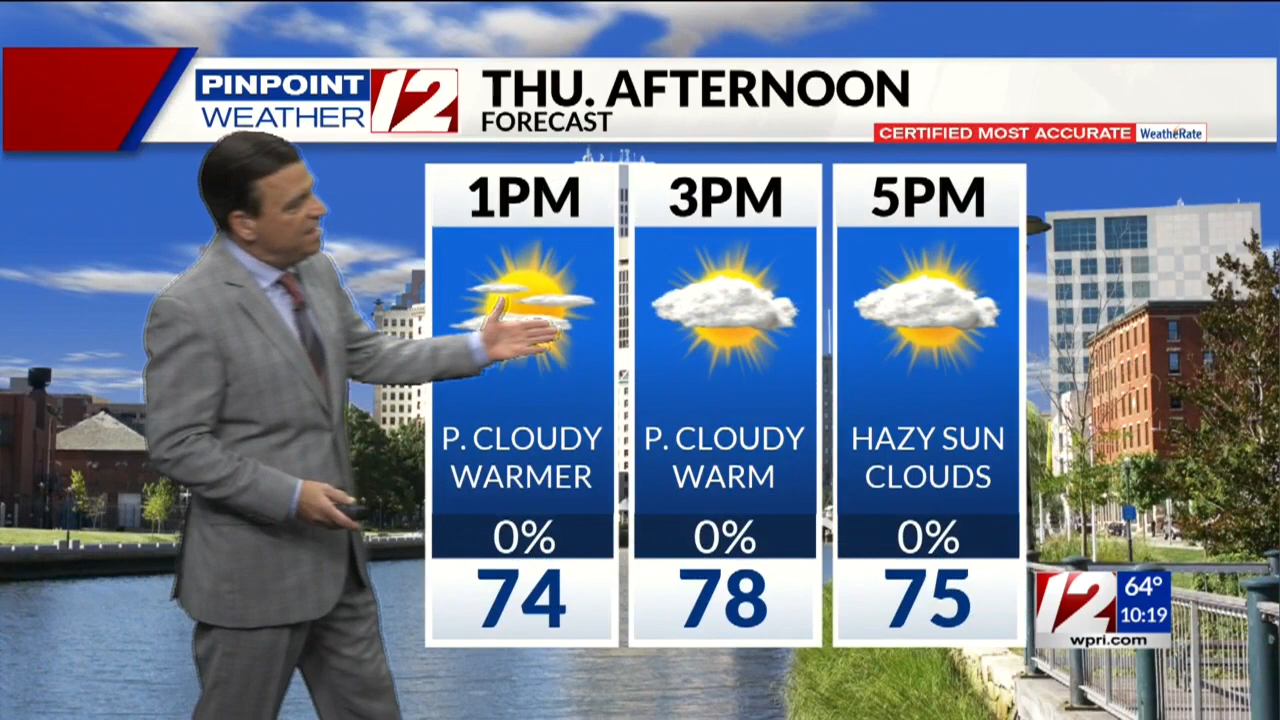 PINPOINT
WEATHER 12
THU. AFTERNOON
FORECAST
CERTIFIED MOST ACCURATE WeatheRate
1PM
P. CLOUDY
WARMER
0%
74
3PM
P. CLOUDY
WARM
0%
78
5PM
HAZY SUN
CLOUDS
0%
75
12
64°
10:19
wpri.com